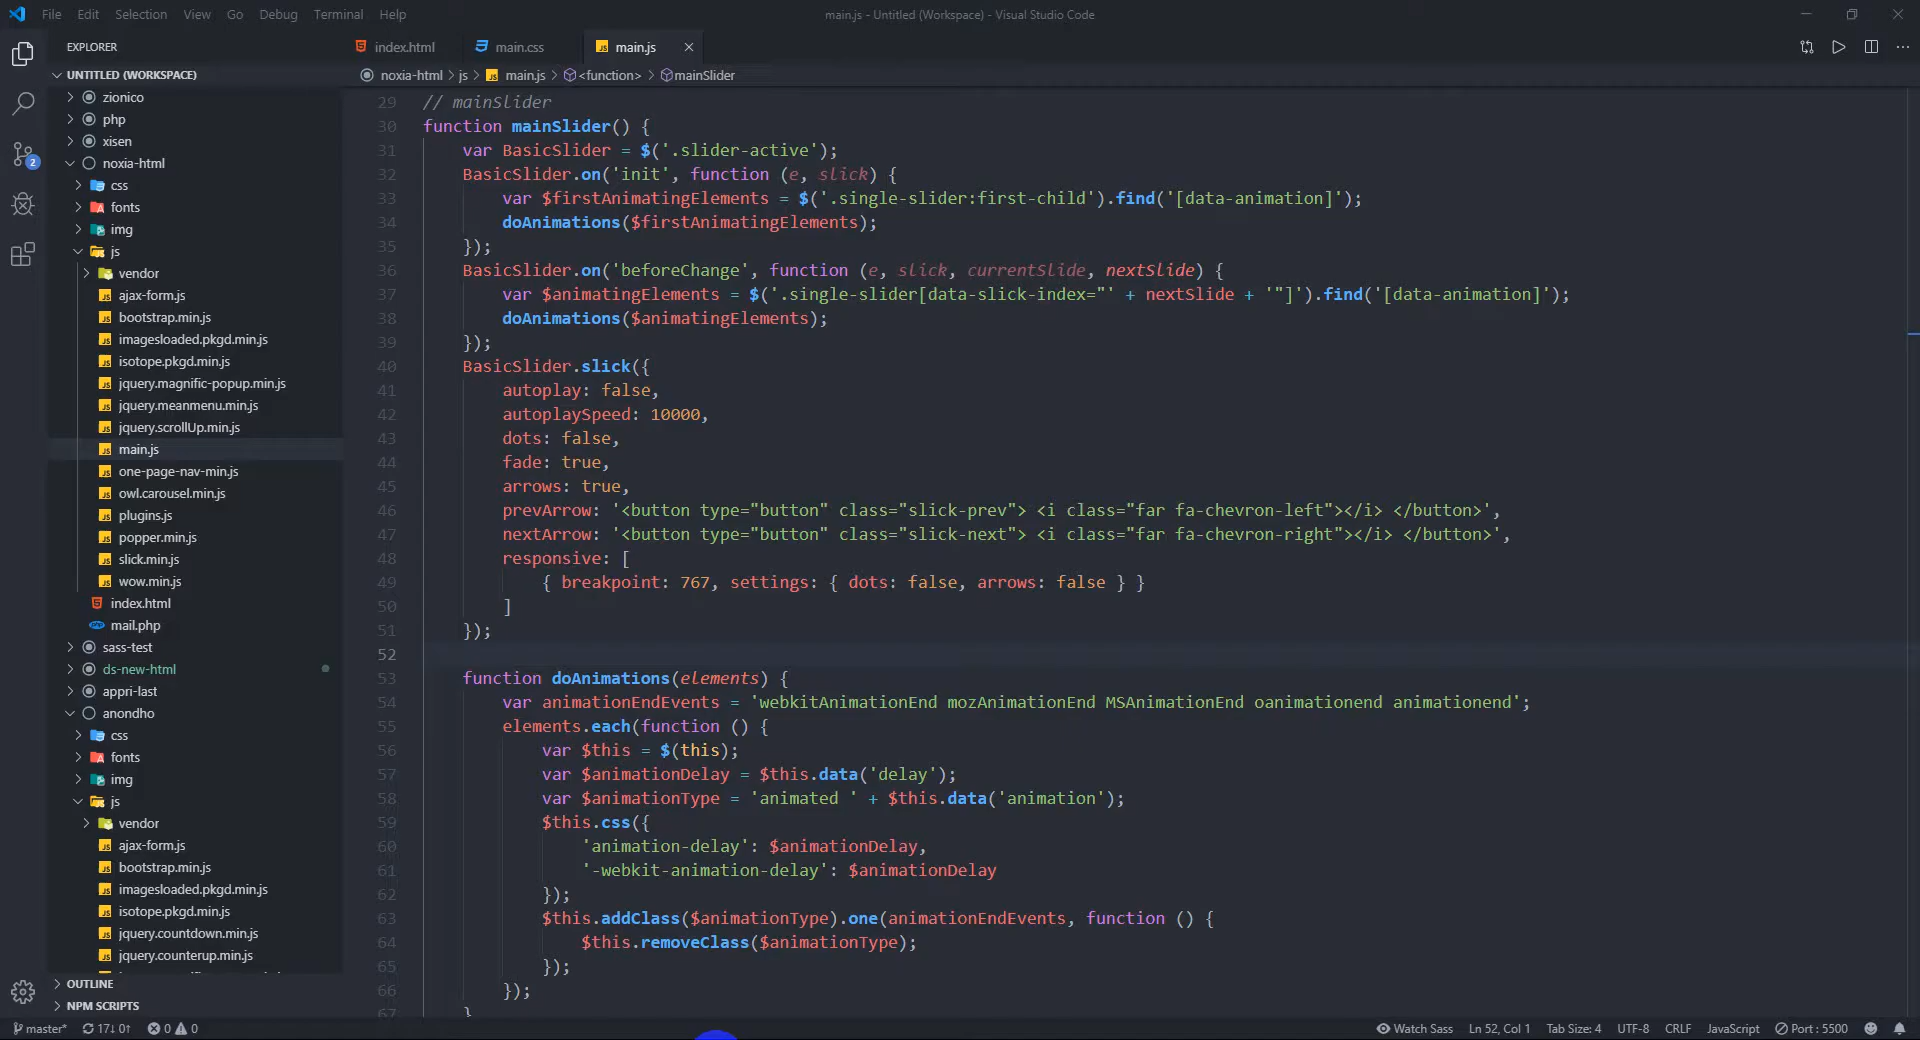 File Edit Selection View Go Debug Terminal Help
main.js - Untitled (Workspace) - Visual Studio Code
EXPLORER
index.html
main.css
main.js
UNTITLED (WORKSPACE)
noxia-html > js > main.js > <function> > mainSlider
zionico
php
xisen
noxia-html
css
fonts
img
js
vendor
ajax-form.js
bootstrap.min.js
imagesloaded.pkgd.min.js
isotope.pkgd.min.js
jquery.magnific-popup.min.js
jquery.meanmenu.min.js
jquery.scrollUp.min.js
main.js
one-page-nav-min.js
owl.carousel.min.js
plugins.js
popper.min.js
slick.min.js
wow.min.js
index.html
mail.php
sass-test
ds-new-html
appri-last
anondho
css
fonts
img
js
vendor
ajax-form.js
bootstrap.min.js
imagesloaded.pkgd.min.js
isotope.pkgd.min.js
jquery.countdown.min.js
jquery.counterup.min.js
OUTLINE
NPM SCRIPTS
2
29 // mainSlider
30 function mainSlider() {
31 var BasicSlider = $('.slider-active');
32 BasicSlider.on('init', function (e, slick) {
33 var $firstAnimatingElements = $('.single-slider:first-child').find('[data-animation]');
34 doAnimations($firstAnimatingElements);
35 });
36 BasicSlider.on('beforeChange', function (e, slick, currentSlide, nextSlide) {
37 var $animatingElements = $('.single-slider[data-slick-index="' + nextSlide + '"]').find('[data-animation]');
38 doAnimations($animatingElements);
39 });
40 BasicSlider.slick({
41 autoplay: false,
42 autoplaySpeed: 10000,
43 dots: false,
44 fade: true,
45 arrows: true,
46 prevArrow: '<button type="button" class="slick-prev"> <i class="far fa-chevron-left"></i> </button>',
47 nextArrow: '<button type="button" class="slick-next"> <i class="far fa-chevron-right"></i> </button>',
48 responsive: [
49 { breakpoint: 767, settings: { dots: false, arrows: false } }
50 ]
51 });
52
53 function doAnimations(elements) {
54 var animationEndEvents = 'webkitAnimationEnd mozAnimationEnd MSAnimationEnd oanimationend animationend';
55 elements.each(function () {
56 var $this = $(this);
57 var $animationDelay = $this.data('delay');
58 var $animationType = 'animated ' + $this.data('animation');
59 $this.css({
60 'animation-delay': $animationDelay,
61 '-webkit-animation-delay': $animationDelay
62 });
63 $this.addClass($animationType).one(animationEndEvents, function () {
64 $this.removeClass($animationType);
65 });
66 });
67 }
master* 17↓ 0↑ 0 0
Watch Sass Ln 52, Col 1 Tab Size: 4 UTF-8 CRLF JavaScript Port : 5500